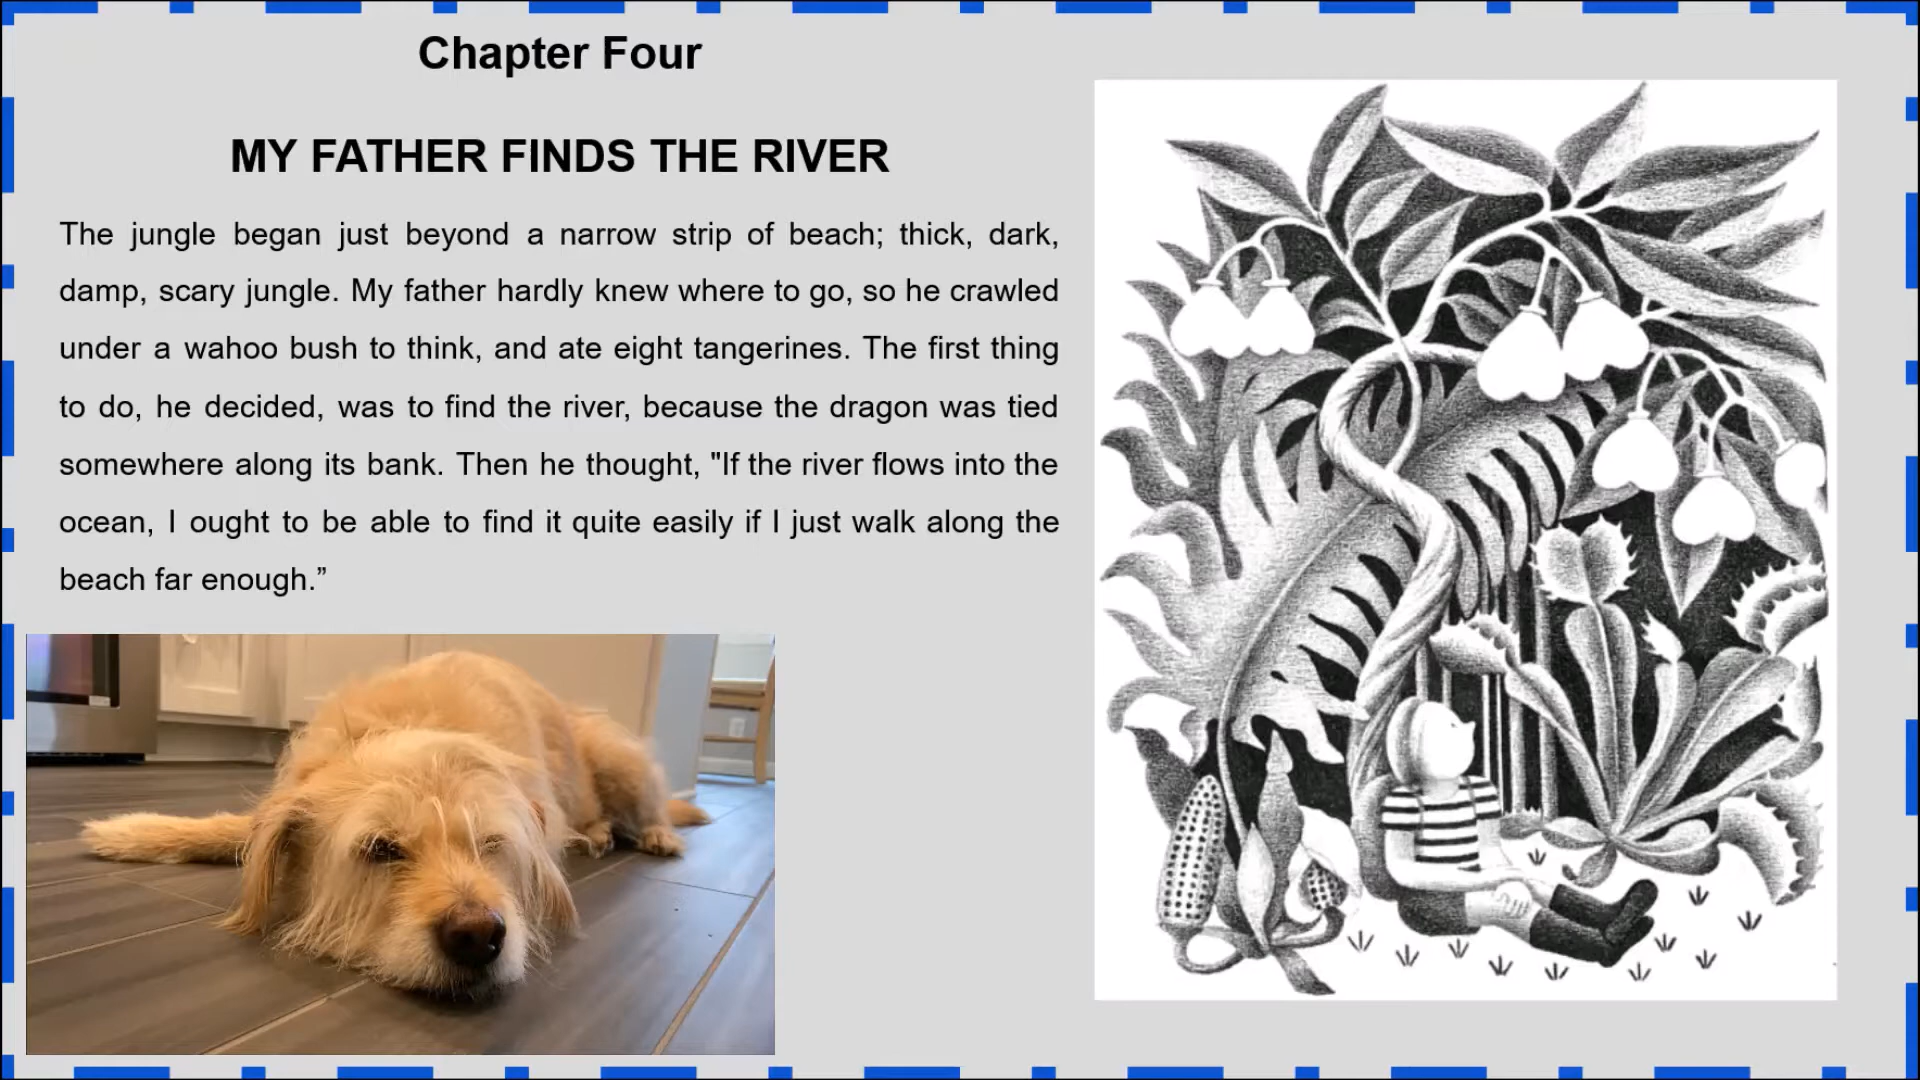 Chapter Four
MY FATHER FINDS THE RIVER
The jungle began just beyond a narrow strip of beach; thick, dark,
damp, scary jungle. My father hardly knew where to go, so he crawled
under a wahoo bush to think, and ate eight tangerines. The first thing
to do, he decided, was to find the river, because the dragon was tied
somewhere along its bank. Then he thought, "If the river flows into the
ocean, I ought to be able to find it quite easily if I just walk along the
beach far enough.”